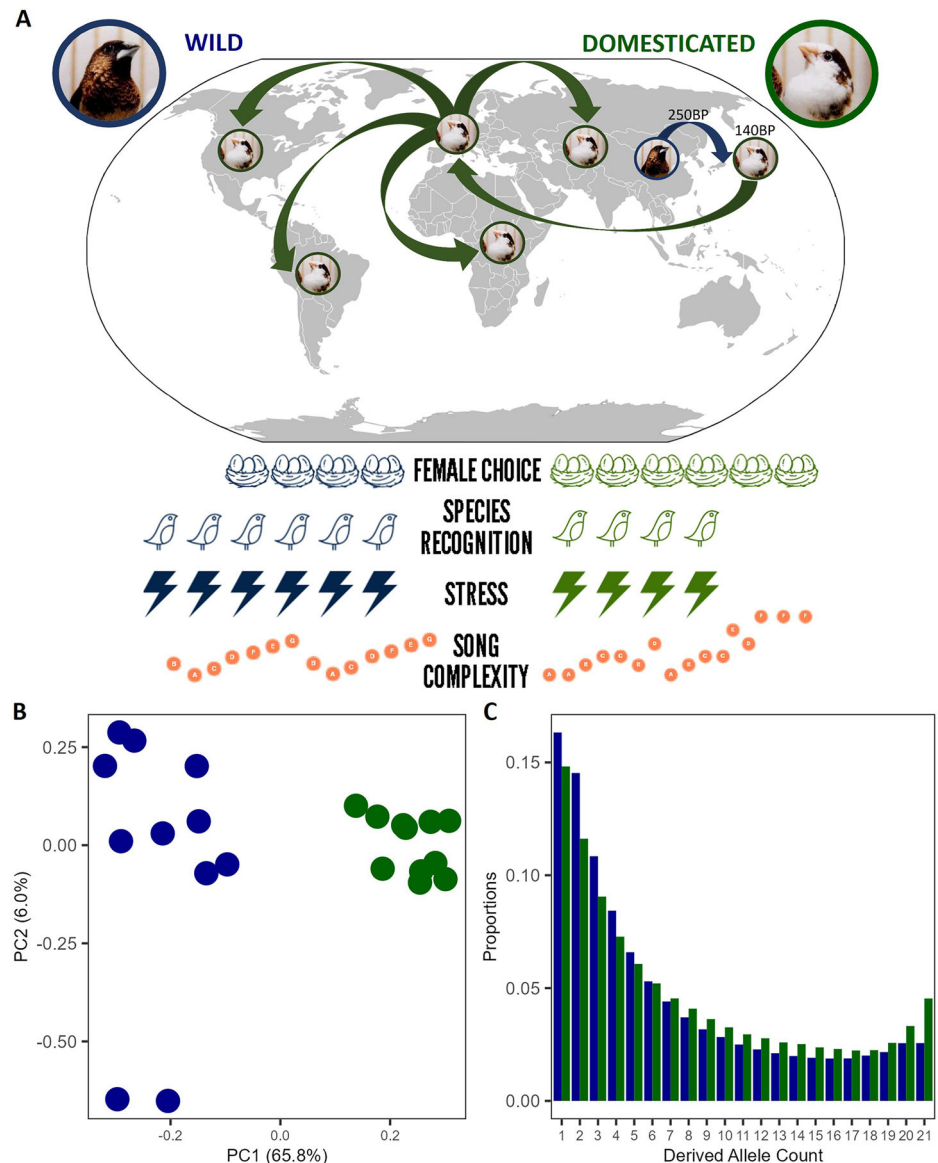 A
WILD
DOMESTICATED
250BP
140BP
FEMALE CHOICE
SPECIES
RECOGNITION
STRESS
SONG
COMPLEXITY
B A C D F E G B A C D F E G
A A B C C B D A B C C E D F F F
B
0.25
0.00
-0.25
-0.50
PC2 (6.0%)
-0.2 0.0 0.2
PC1 (65.8%)
C
0.15
0.10
0.05
0.00
Proportions
1 2 3 4 5 6 7 8 9 10 11 12 13 14 15 16 17 18 19 20 21
Derived Allele Count